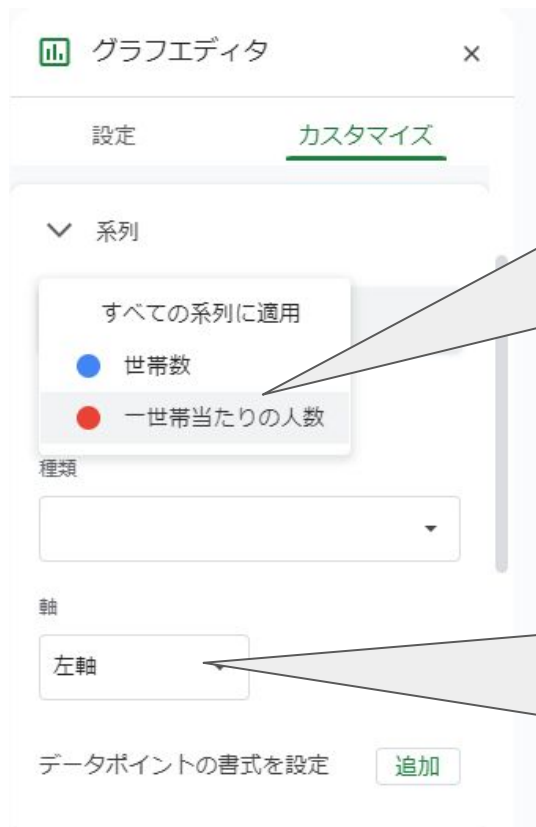 グラフエディタ ×
設定 カスタマイズ
系列
すべての系列に適用
世帯数
一世帯当たりの人数
種類
軸
左軸
データポイントの書式を設定 追加